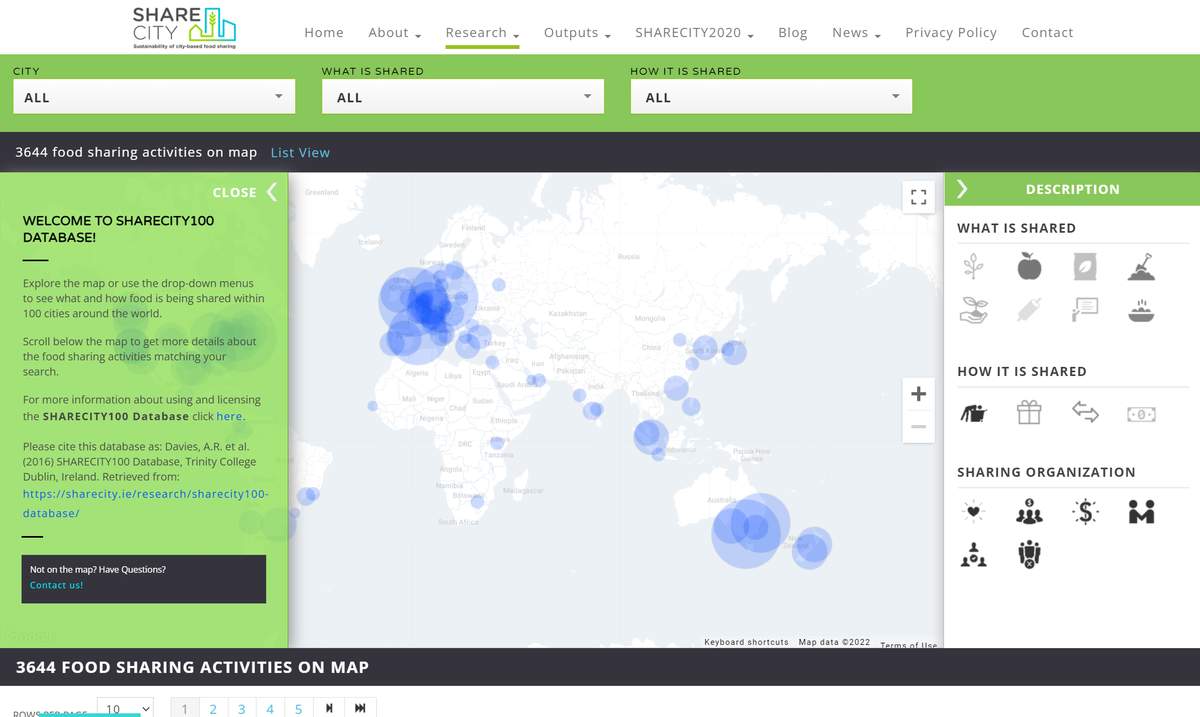 SHARE
CITY
Sustainability of city-based food sharing
Home About Research Outputs SHARECITY2020 Blog News Privacy Policy Contact
CITY WHAT IS SHARED HOW IT IS SHARED
ALL ALL ALL
3644 food sharing activities on map List View
CLOSE
WELCOME TO SHARECITY100
DATABASE!
Explore the map or use the drop-down menus
to see what and how food is being shared within
100 cities around the world.
Scroll below the map to get more details about
the food sharing activities matching your
search.
For more information about using and licensing
the SHARECITY100 Database click here.
Please cite this database as: Davies, A.R. et al.
(2016) SHARECITY100 Database, Trinity College
Dublin, Ireland. Retrieved from:
https://sharecity.ie/research/sharecity100-
database/
Not on the map? Have Questions?
Contact us!
Greenland
Iceland
Finland
Sweden
Norway
Russia
Ukraine
Kazakhstan
Mongolia
Turkey
China
South Korea
Iraq
Iran
Afghanistan
Pakistan
Algeria
Libya
Egypt
Saudi Arabia
India
Thailand
Mali
Niger
Chad
Sudan
Nigeria
Ethiopia
DRC
Kenya
Tanzania
Indonesia
Papua New
Guinea
Angola
Namibia
Botswana
Madagascar
South Africa
Australia
New
Zealand
Keyboard shortcuts Map data ©2022 Terms of Use
DESCRIPTION
WHAT IS SHARED
HOW IT IS SHARED
SHARING ORGANIZATION
3644 FOOD SHARING ACTIVITIES ON MAP
ROWS PER PAGE 10 1 2 3 4 5